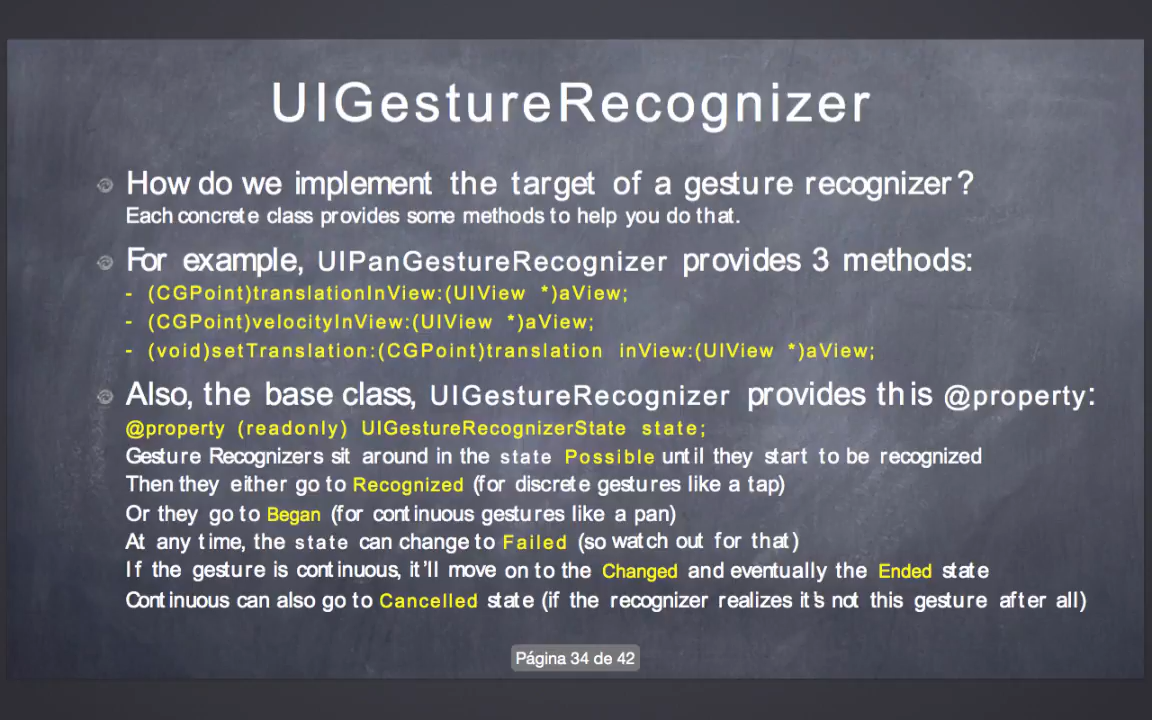 UIGestureRecognizer
How do we implement the target of a gesture recognizer?
Each concrete class provides some methods to help you do that.
For example, UIPanGestureRecognizer provides 3 methods:
- (CGPoint)translationInView:(UIView *)aView;
- (CGPoint)velocityInView:(UIView *)aView;
- (void)setTranslation:(CGPoint)translation inView:(UIView *)aView;
Also, the base class, UIGestureRecognizer provides this @property:
@property (readonly) UIGestureRecognizerState state;
Gesture Recognizers sit around in the state Possible until they start to be recognized
Then they either go to Recognized (for discrete gestures like a tap)
Or they go to Began (for continuous gestures like a pan)
At any time, the state can change to Failed (so watch out for that)
If the gesture is continuous, it'll move on to the Changed and eventually the Ended state
Continuous can also go to Cancelled state (if the recognizer realizes it's not this gesture after all)
Página 34 de 42